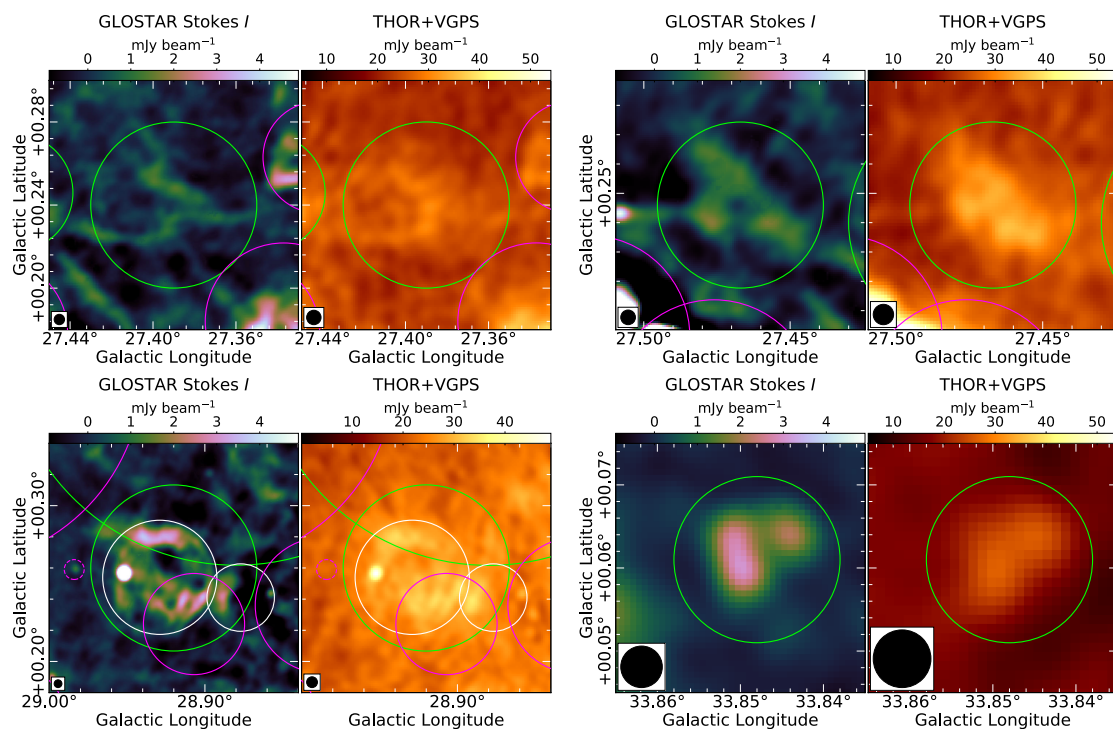 GLOSTAR Stokes I
mJy beam−1
0 1 2 3 4
THOR+VGPS
mJy beam−1
10 20 30 40 50
Galactic Latitude
+00.28°
+00.24°
+00.20°
27.44° 27.40° 27.36°
Galactic Longitude
27.44° 27.40° 27.36°
Galactic Longitude
GLOSTAR Stokes I
mJy beam−1
0 1 2 3 4
THOR+VGPS
mJy beam−1
10 20 30 40 50
Galactic Latitude
+00.25°
27.50° 27.45°
Galactic Longitude
27.50° 27.45°
Galactic Longitude
GLOSTAR Stokes I
mJy beam−1
0 1 2 3 4
THOR+VGPS
mJy beam−1
10 20 30 40
Galactic Latitude
+00.30°
+00.20°
29.00° 28.90°
Galactic Longitude
28.90°
Galactic Longitude
GLOSTAR Stokes I
mJy beam−1
0 1 2 3 4
THOR+VGPS
mJy beam−1
10 20 30 40 50
Galactic Latitude
+00.07°
+00.06°
+00.05°
33.86° 33.85° 33.84°
Galactic Longitude
33.86° 33.85° 33.84°
Galactic Longitude